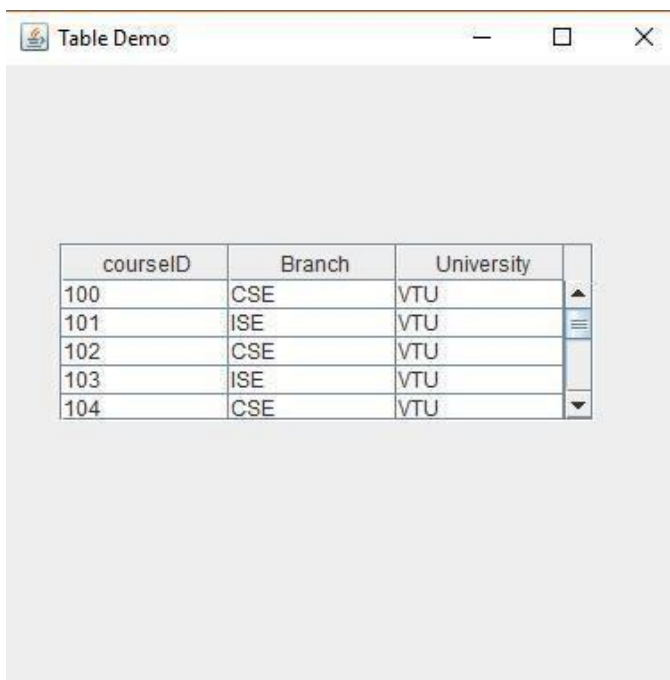 Table Demo
courseID Branch University
100 CSE VTU
101 ISE VTU
102 CSE VTU
103 ISE VTU
104 CSE VTU